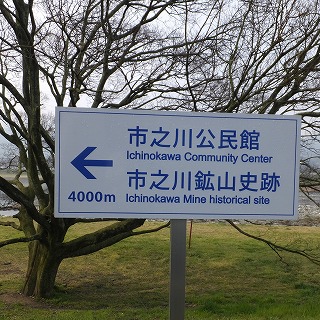 市之川公民館
Ichinokawa Community Center
市之川鉱山史跡
4000m Ichinokawa Mine historical site